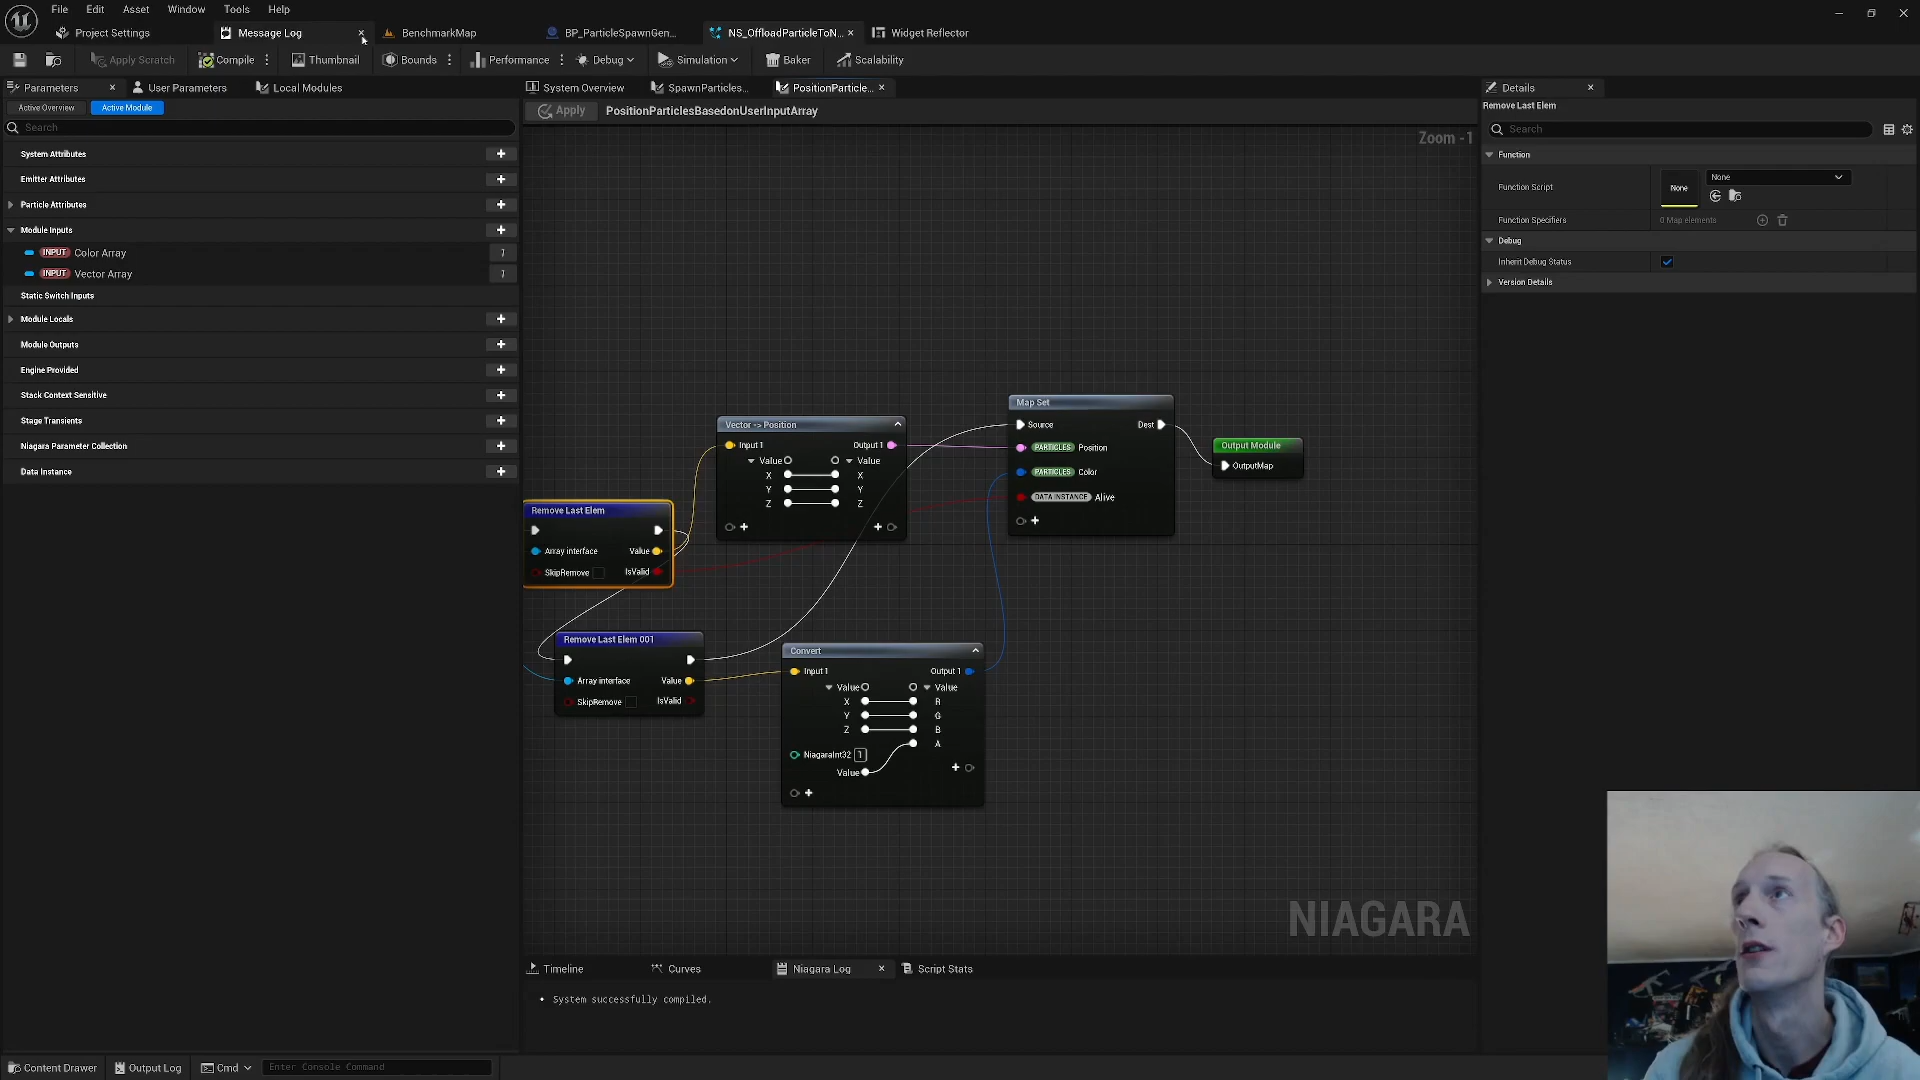 File Edit Asset Window Tools Help
Project Settings Message Log BenchmarkMap BP_ParticleSpawnGen... NS_OffloadParticleToN... Widget Reflector
Apply Scratch Compile Thumbnail Bounds Performance Debug Simulation Baker Scalability
Parameters User Parameters Local Modules
Active Overview Active Module
Search
System Attributes
Emitter Attributes
Particle Attributes
Module Inputs
INPUT Color Array
INPUT Vector Array
Static Switch Inputs
Module Locals
Module Outputs
Engine Provided
Stack Context Sensitive
Stage Transients
Niagara Parameter Collection
Data Instance
System Overview SpawnParticles... PositionParticle...
Apply PositionParticlesBasedonUserInputArray
Zoom -1
Remove Last Elem
Array interface Value
SkipRemove IsValid
Vector -> Position
Input 1 Output 1
Value Value
X X
Y Y
Z Z
Map Set
Source Dest
PARTICLES Position
PARTICLES Color
DATA INSTANCE Alive
Output Module
OutputMap
Remove Last Elem 001
Array interface Value
SkipRemove IsValid
Convert
Input 1 Output 1
Value Value
X R
Y G
Z B
A
NiagaraInt32 1
Value
NIAGARA
Timeline Curves Niagara Log Script Stats
• System successfully compiled.
Details
Remove Last Elem
Search
Function
Function Script None None
Function Specifiers 0 Map elements
Debug
Inherit Debug Status
Version Details
Content Drawer Output Log Cmd Enter Console Command